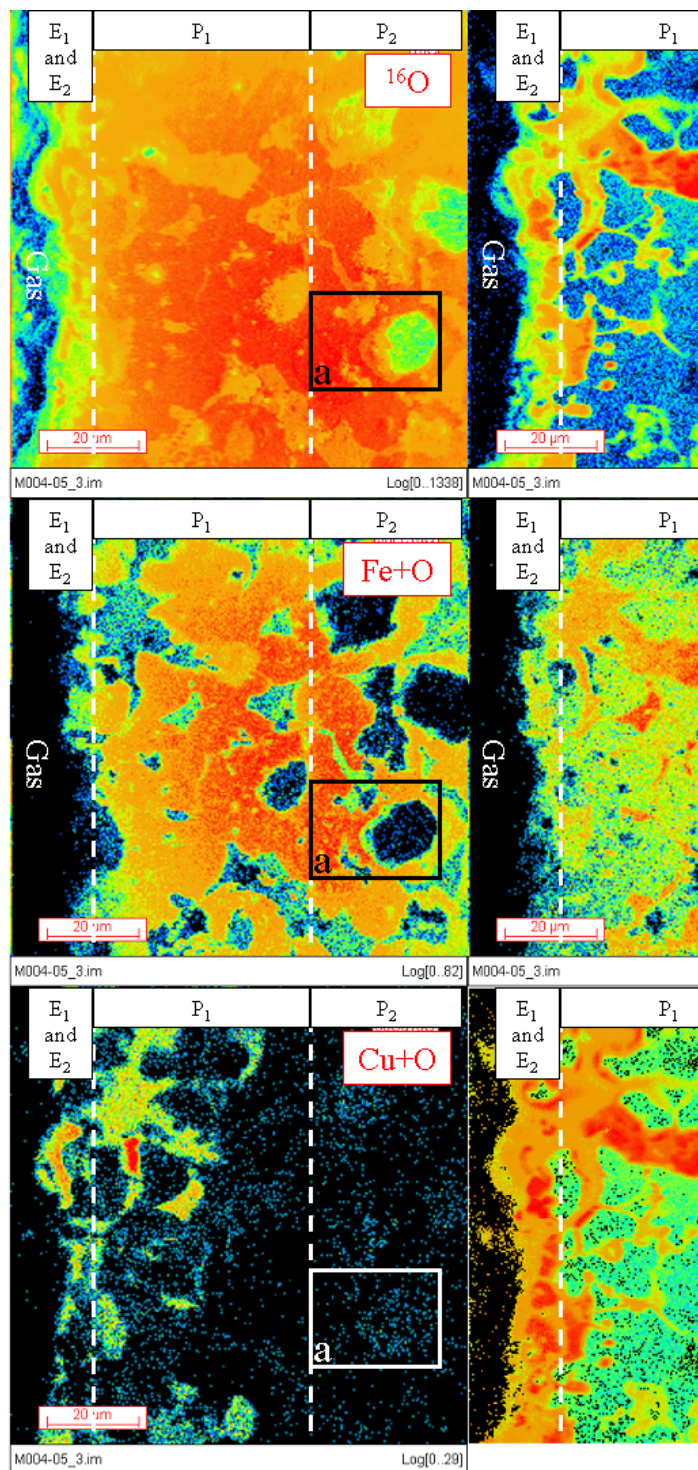 E₁ and E₂
P₁
P₂
E₁ and E₂
P₁
¹⁶O
Gas
Gas
a
20 µm
20 µm
M004-05_3.im
Log[0..1338]
M004-05_3.im
E₁ and E₂
P₁
P₂
E₁ and E₂
P₁
Fe+O
Gas
Gas
a
20 µm
20 µm
M004-05_3.im
Log[0..82]
M004-05_3.im
E₁ and E₂
P₁
P₂
E₁ and E₂
P₁
Cu+O
a
20 µm
M004-05_3.im
Log[0..29]